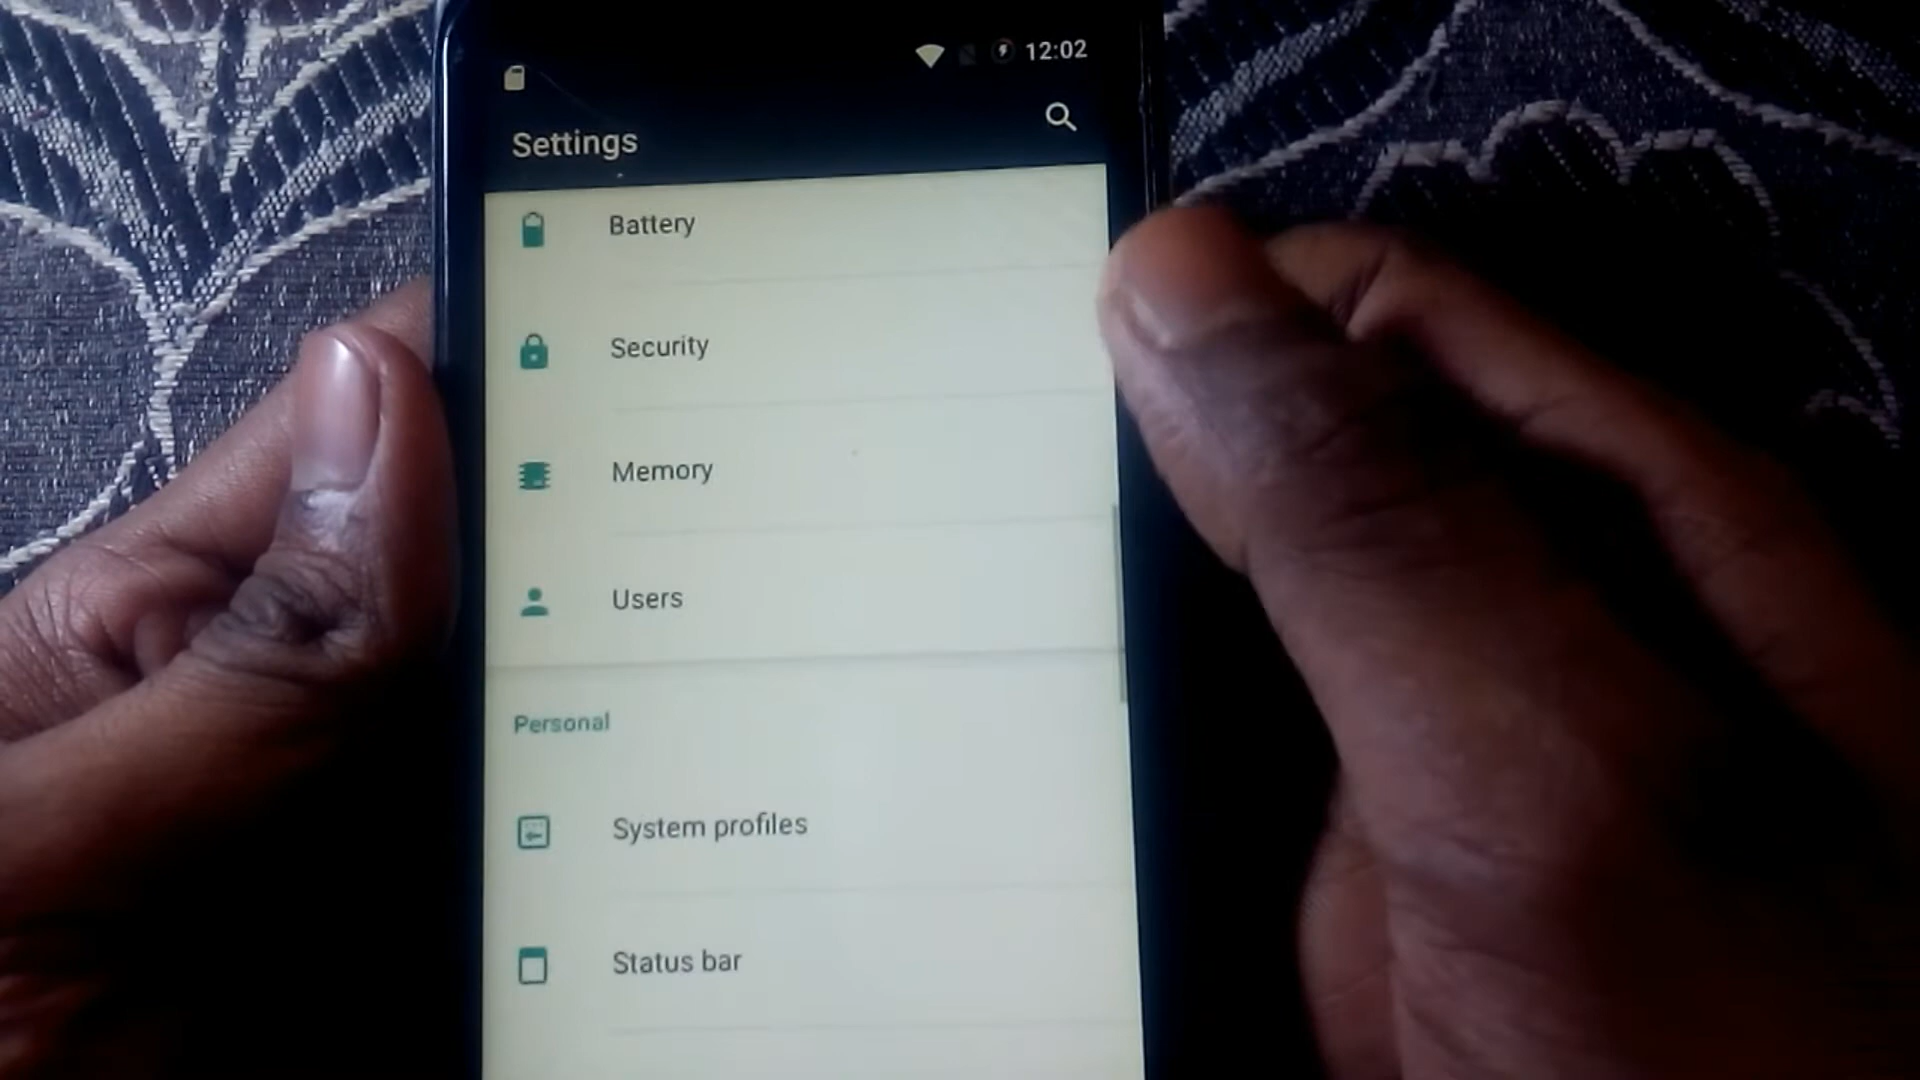 12:02
Settings
Battery
Security
Memory
Users
Personal
System profiles
Status bar